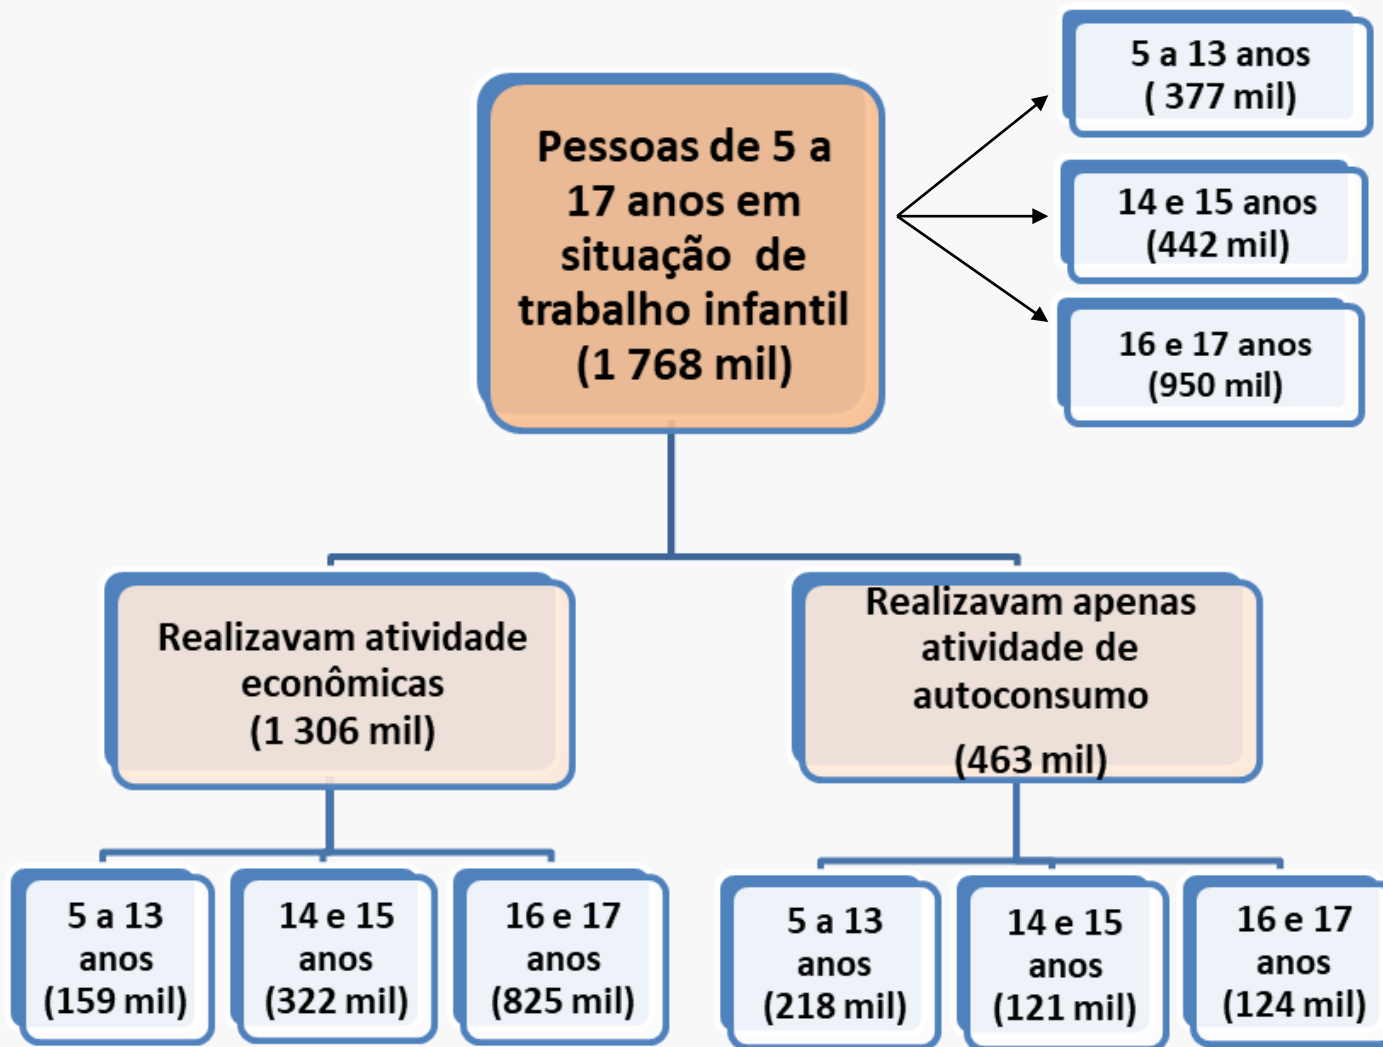 Pessoas de 5 a
17 anos em
situação de
trabalho infantil
(1 768 mil)
5 a 13 anos
( 377 mil)
14 e 15 anos
(442 mil)
16 e 17 anos
(950 mil)
Realizavam atividade
econômicas
(1 306 mil)
Realizavam apenas
atividade de
autoconsumo
(463 mil)
5 a 13
anos
(159 mil)
14 e 15
anos
(322 mil)
16 e 17
anos
(825 mil)
5 a 13
anos
(218 mil)
14 e 15
anos
(121 mil)
16 e 17
anos
(124 mil)